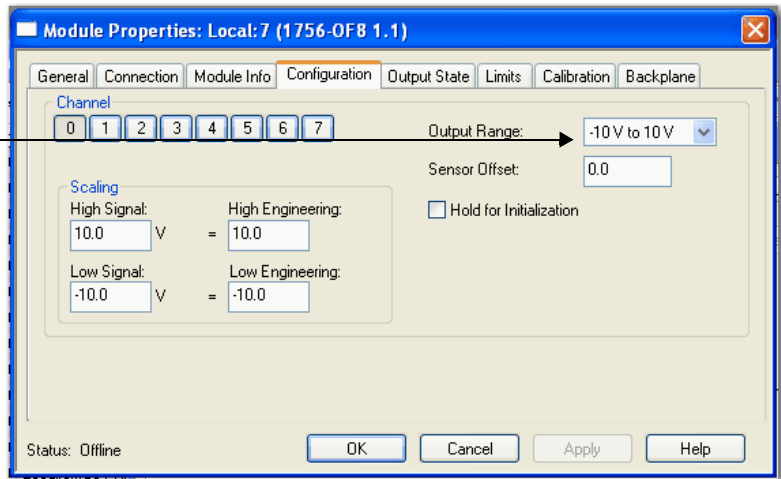 Module Properties: Local:7 (1756-OF8 1.1)
General Connection Module Info Configuration Output State Limits Calibration Backplane
Channel
0 1 2 3 4 5 6 7
Output Range: -10 V to 10 V
Sensor Offset: 0.0
Hold for Initialization
Scaling
High Signal: High Engineering:
10.0 V = 10.0
Low Signal: Low Engineering:
-10.0 V = -10.0
Status: Offline OK Cancel Apply Help